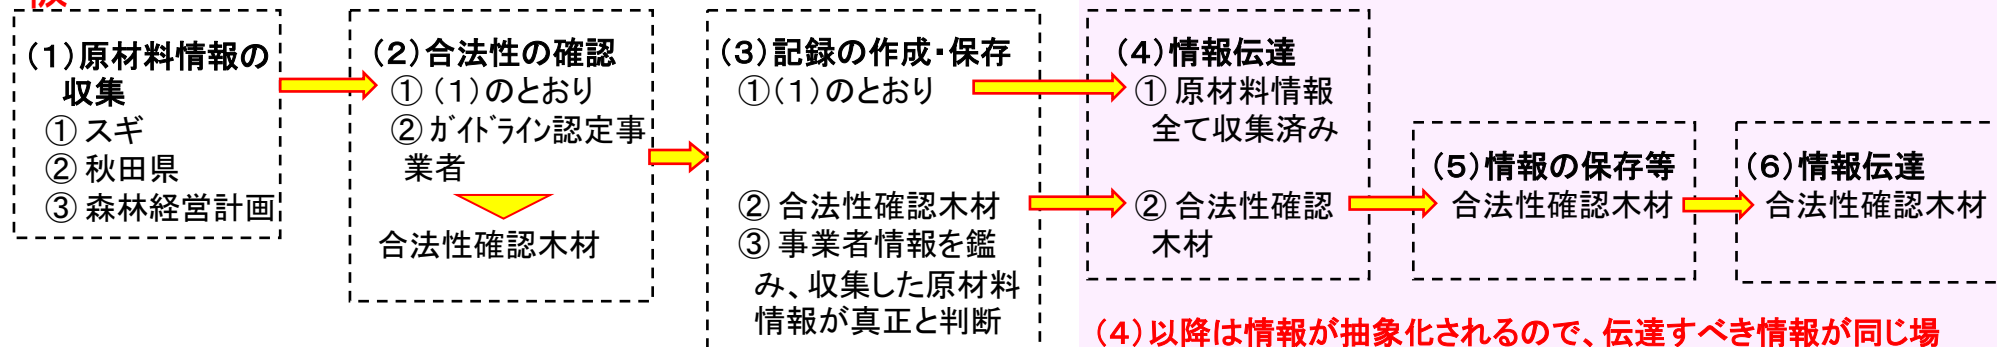 (1)原材料情報の
収集
① スギ
② 秋田県
③ 森林経営計画
(2)合法性の確認
① (1)のとおり
② ｶﾞｲﾄﾞﾗｲﾝ認定事
業者
合法性確認木材
(3)記録の作成・保存
①(1)のとおり
② 合法性確認木材
③ 事業者情報を鑑
み、収集した原材料
情報が真正と判断
(4)情報伝達
① 原材料情報
全て収集済み
② 合法性確認
木材
(5)情報の保存等
合法性確認木材
(6)情報伝達
合法性確認木材
(4)以降は情報が抽象化されるので、伝達すべき情報が同じ場